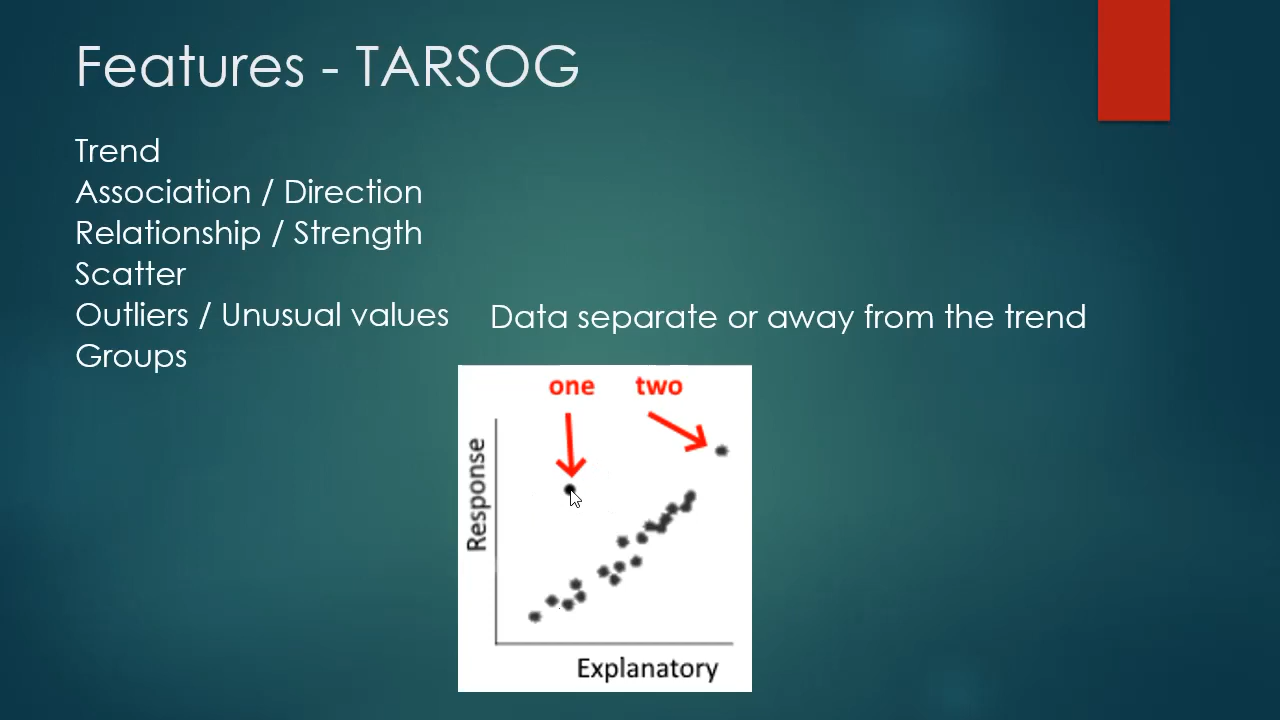 Features - TARSOG
Trend
Association / Direction
Relationship / Strength
Scatter
Outliers / Unusual values
Data separate or away from the trend
Groups
one
two
Response
Explanatory